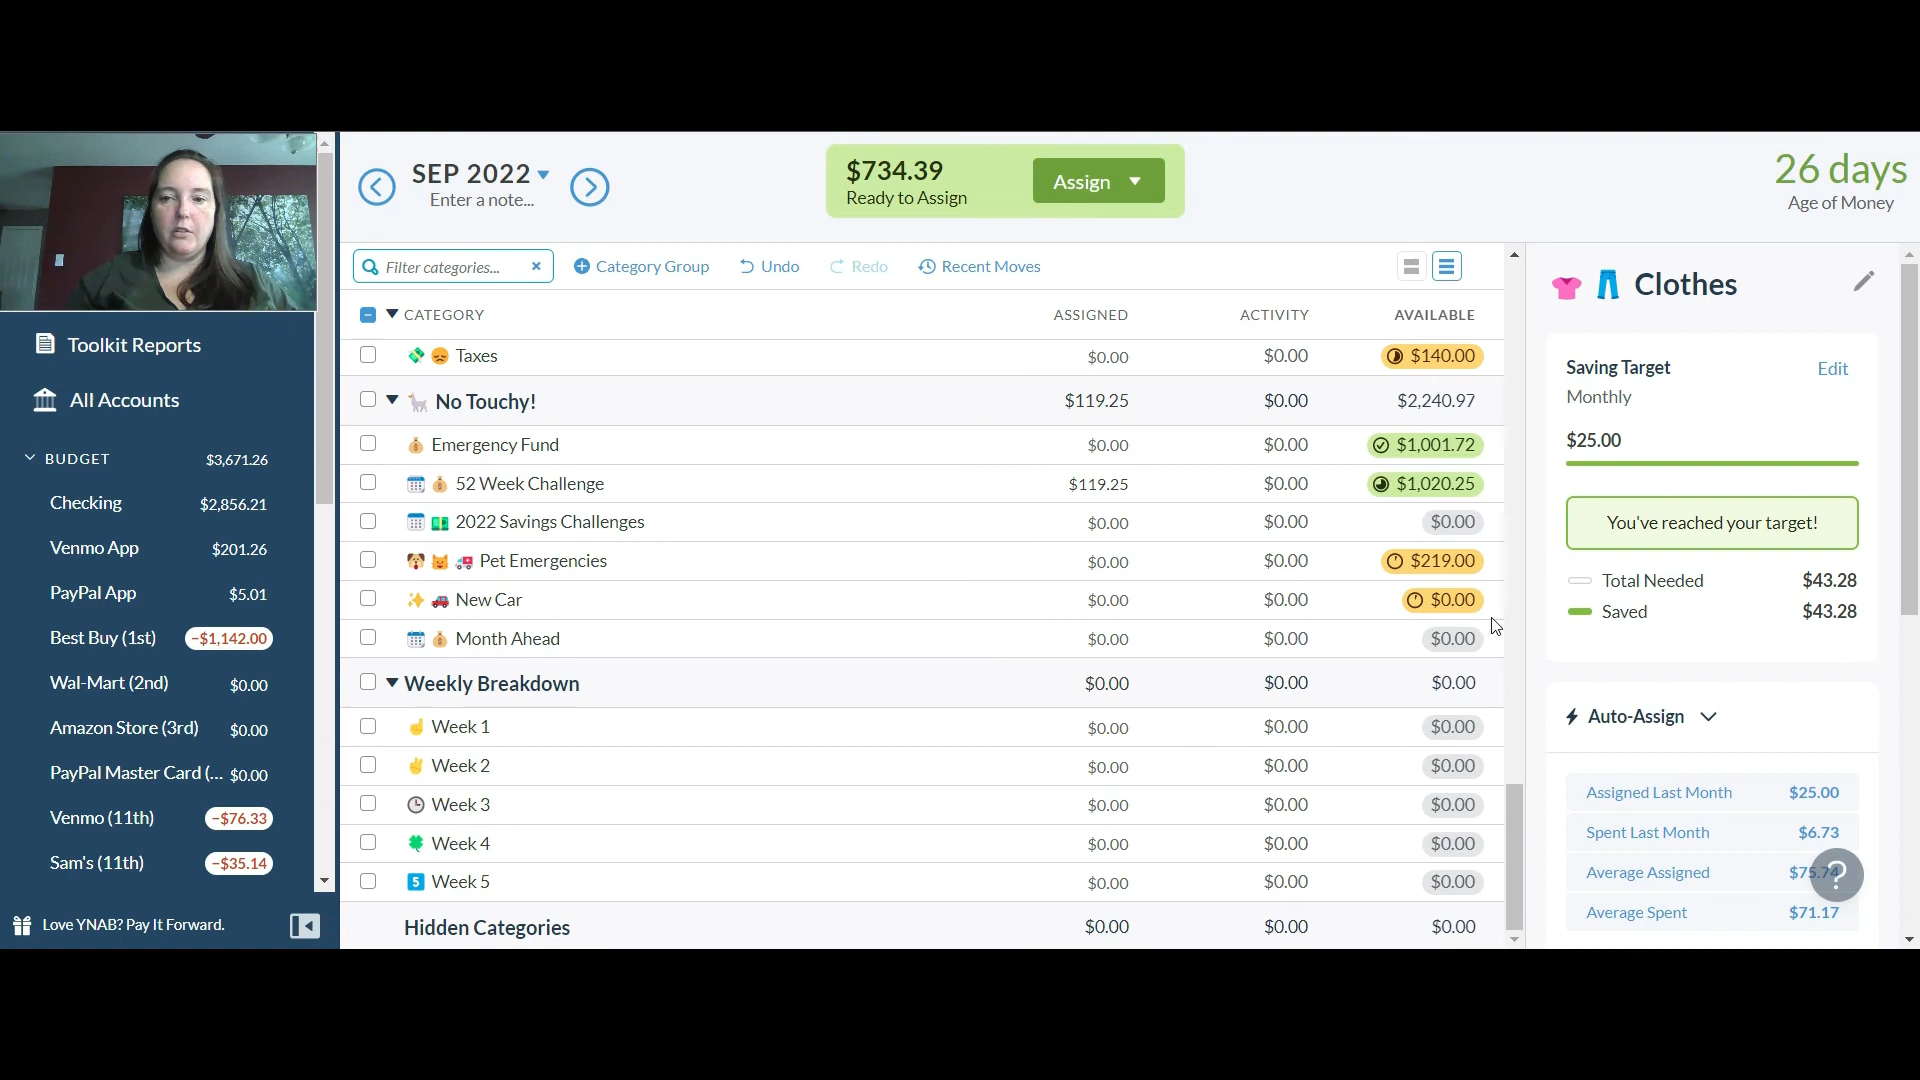 SEP 2022
Enter a note...
$734.39
Ready to Assign
Assign
26 days
Age of Money
Toolkit Reports
All Accounts
BUDGET $3,671.26
Checking $2,856.21
Venmo App $201.26
PayPal App $5.01
Best Buy (1st) -$1,142.00
Wal-Mart (2nd) $0.00
Amazon Store (3rd) $0.00
PayPal Master Card (... $0.00
Venmo (11th) -$76.33
Sam's (11th) -$35.14
Love YNAB? Pay It Forward.
Filter categories...
Category Group
Undo
Redo
Recent Moves
CATEGORY ASSIGNED ACTIVITY AVAILABLE
Taxes $0.00 $0.00 $140.00
No Touchy! $119.25 $0.00 $2,240.97
Emergency Fund $0.00 $0.00 $1,001.72
52 Week Challenge $119.25 $0.00 $1,020.25
2022 Savings Challenges $0.00 $0.00 $0.00
Pet Emergencies $0.00 $0.00 $219.00
New Car $0.00 $0.00 $0.00
Month Ahead $0.00 $0.00 $0.00
Weekly Breakdown $0.00 $0.00 $0.00
Week 1 $0.00 $0.00 $0.00
Week 2 $0.00 $0.00 $0.00
Week 3 $0.00 $0.00 $0.00
Week 4 $0.00 $0.00 $0.00
5 Week 5 $0.00 $0.00 $0.00
Hidden Categories $0.00 $0.00 $0.00
Clothes
Saving Target Edit
Monthly
$25.00
You've reached your target!
Total Needed $43.28
Saved $43.28
Auto-Assign
Assigned Last Month $25.00
Spent Last Month $6.73
Average Assigned
Average Spent $71.17
?